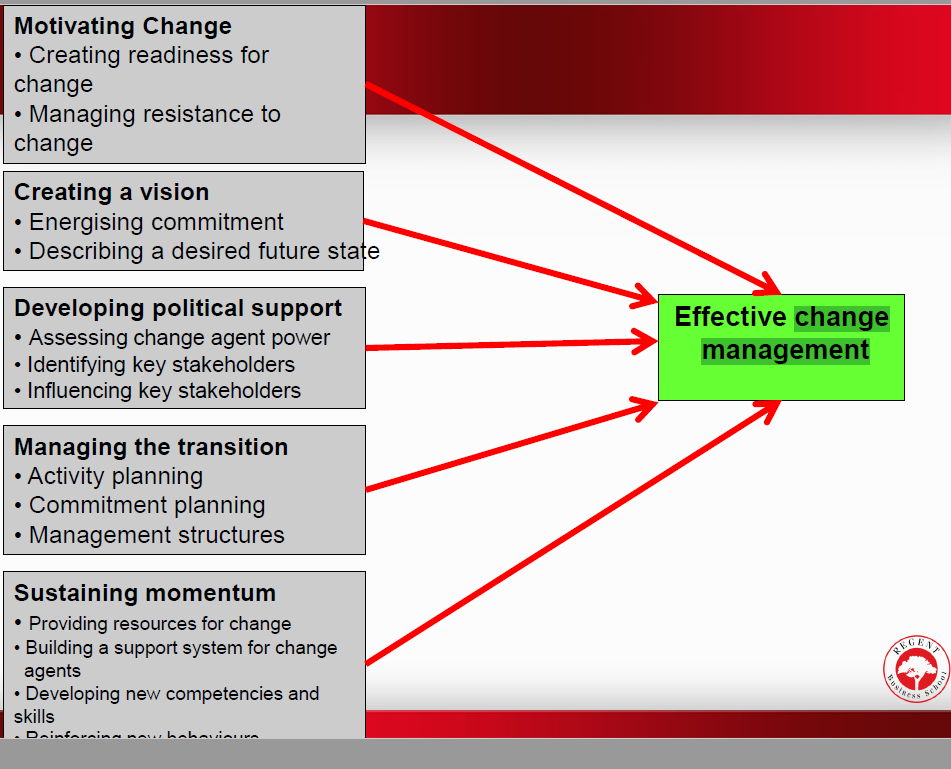 Motivating Change
• Creating readiness for
change
• Managing resistance to
change
Creating a vision
• Energising commitment
• Describing a desired future state
Developing political support
• Assessing change agent power
• Identifying key stakeholders
• Influencing key stakeholders
Managing the transition
• Activity planning
• Commitment planning
• Management structures
Sustaining momentum
• Providing resources for change
• Building a support system for change
agents
• Developing new competencies and
skills
• Reinforcing new behaviours
Effective change
management
REGENT
Business School